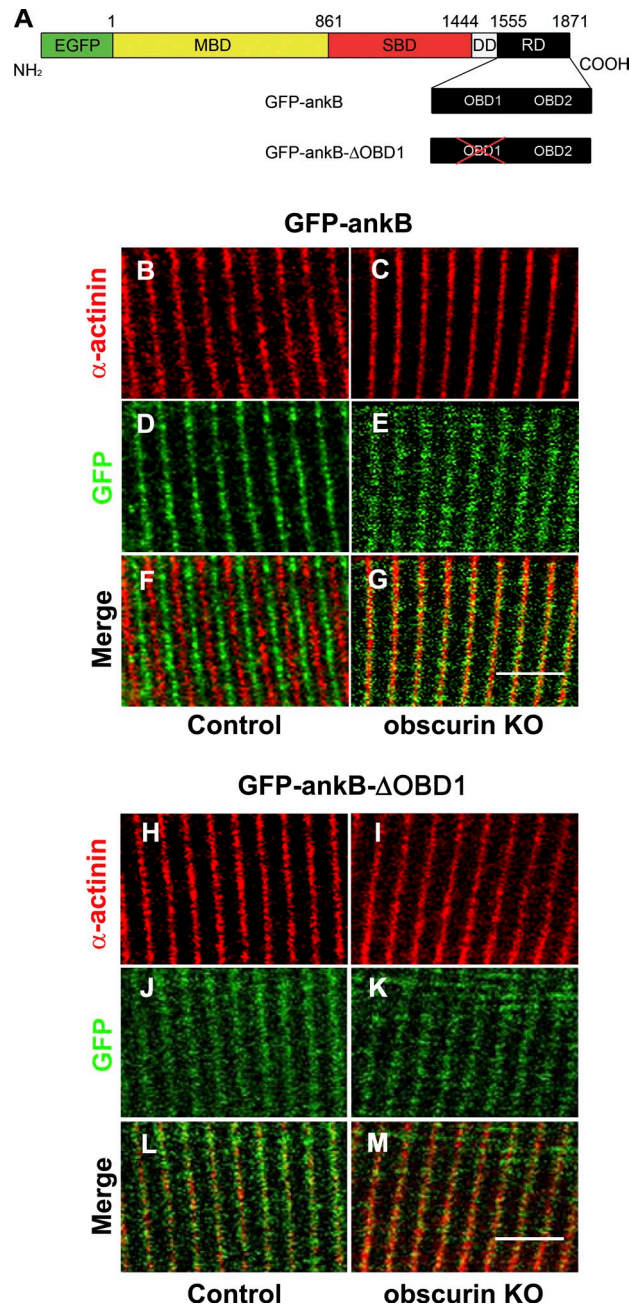 A
1 861 1444 1555 1871
EGFP MBD SBD DD RD
NH₂ COOH
GFP-ankB OBD1 OBD2
GFP-ankB-ΔOBD1 OBD1 OBD2
GFP-ankB
α-actinin B C
GFP D E
Merge F G
Control obscurin KO
GFP-ankB-ΔOBD1
α-actinin H I
GFP J K
Merge L M
Control obscurin KO